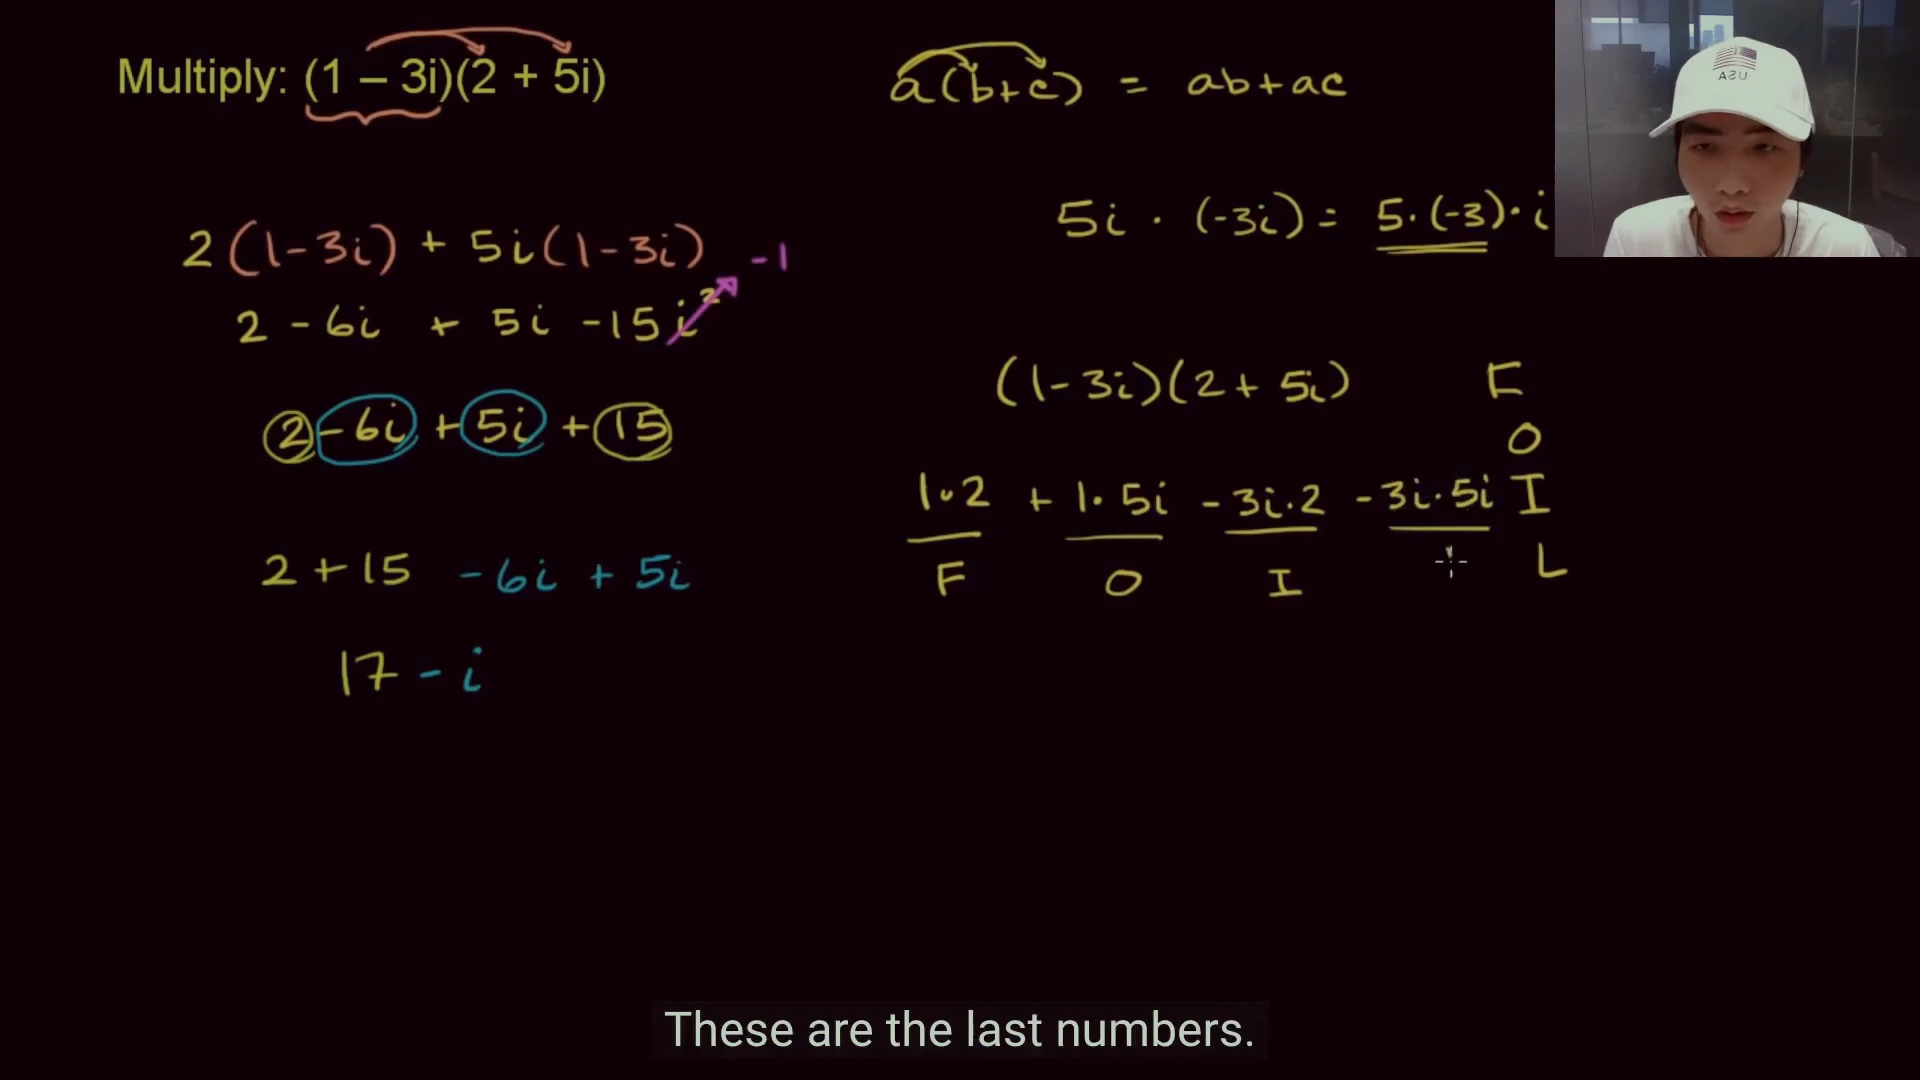 Multiply: (1 – 3i)(2 + 5i)
a(b+c) = ab+ac
USA
5i · (-3i) = 5·(-3)·i
2(1-3i) + 5i(1-3i)
-1
2 - 6i + 5i - 15i²
(1-3i)(2+5i)
F
O
I
L
2 - 6i + 5i + 15
1·2 + 1·5i - 3i·2 - 3i·5i
F O I
2 + 15 - 6i + 5i
17 - i
These are the last numbers.